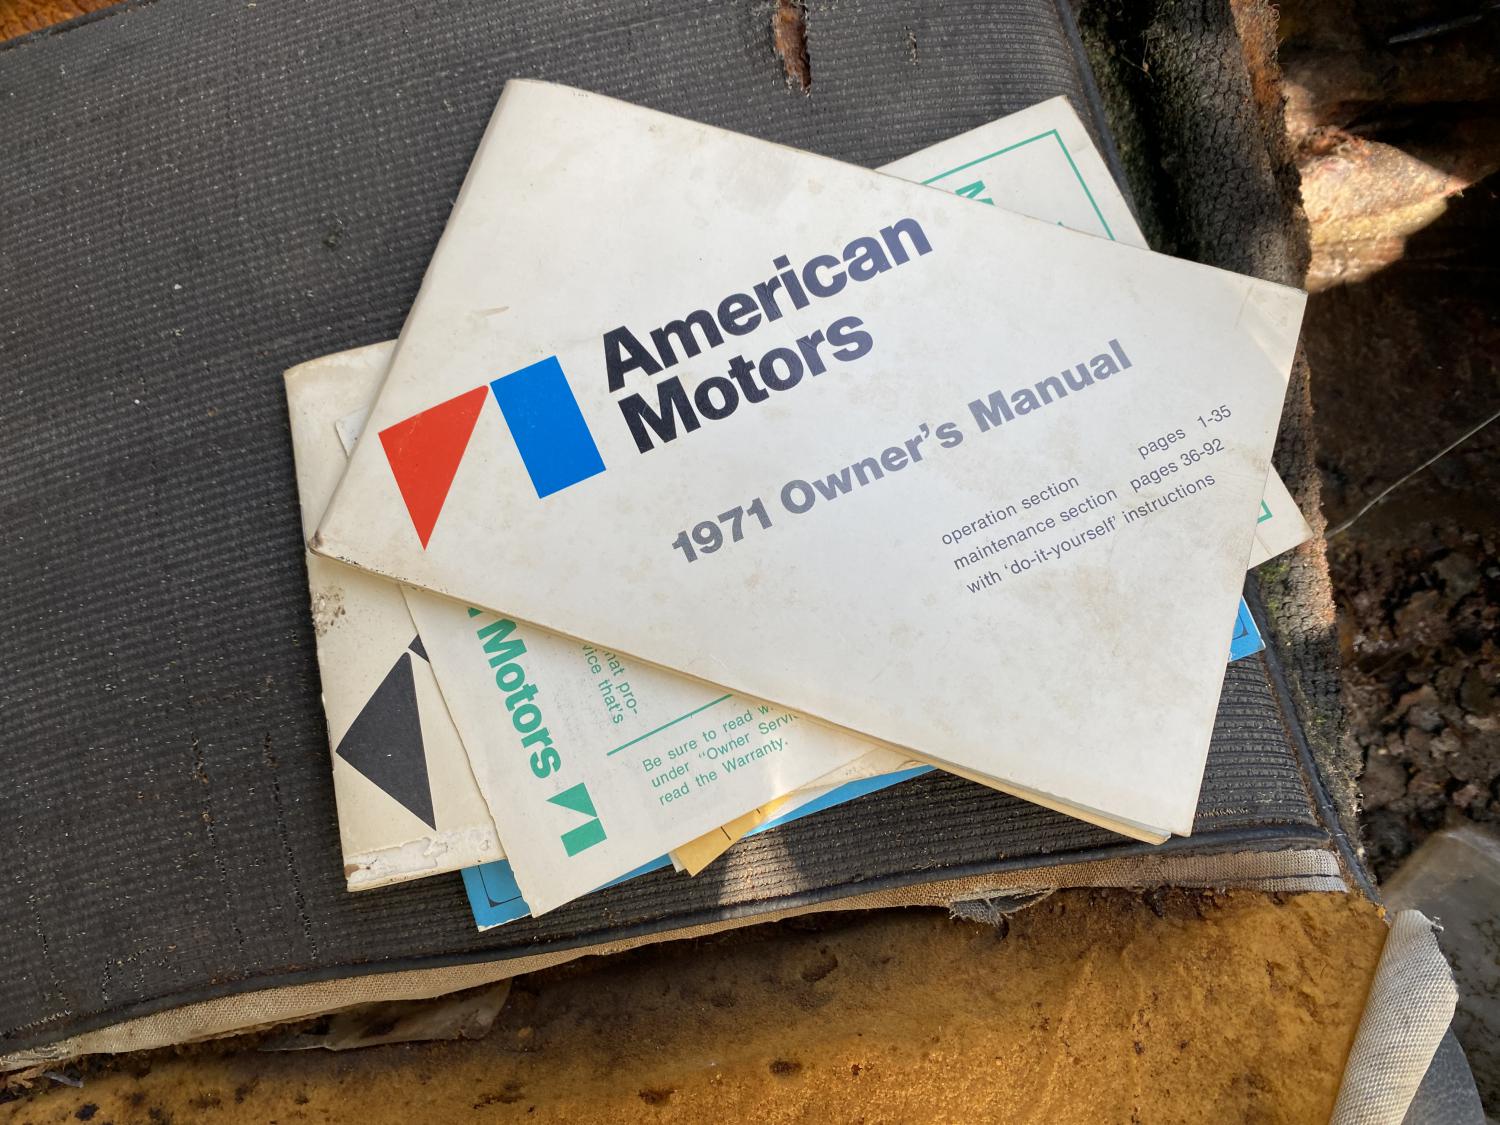 American
Motors
1971 Owner's Manual
operation section pages 1-35
maintenance section pages 36-92
with 'do-it-yourself' instructions
Motors
that's
Be sure to read
under "Owner
read the Warranty.